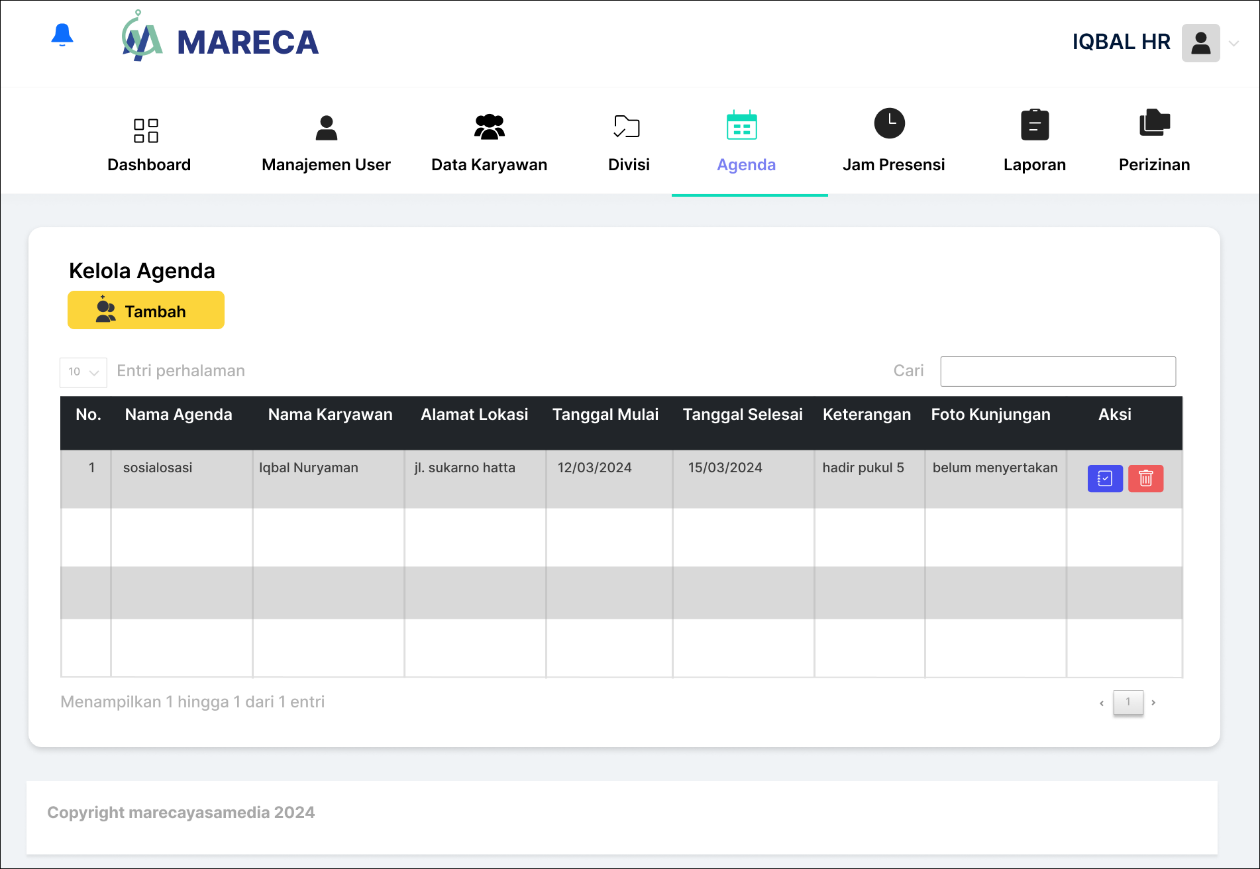 MARECA
IQBAL HR
Dashboard
Manajemen User
Data Karyawan
Divisi
Agenda
Jam Presensi
Laporan
Perizinan
Kelola Agenda
Tambah
10 Entri perhalaman
Cari
No. Nama Agenda Nama Karyawan Alamat Lokasi Tanggal Mulai Tanggal Selesai Keterangan Foto Kunjungan Aksi
1 sosialosasi Iqbal Nuryaman jl. sukarno hatta 12/03/2024 15/03/2024 hadir pukul 5 belum menyertakan
Menampilkan 1 hingga 1 dari 1 entri
‹ 1 ›
Copyright marecayasamedia 2024